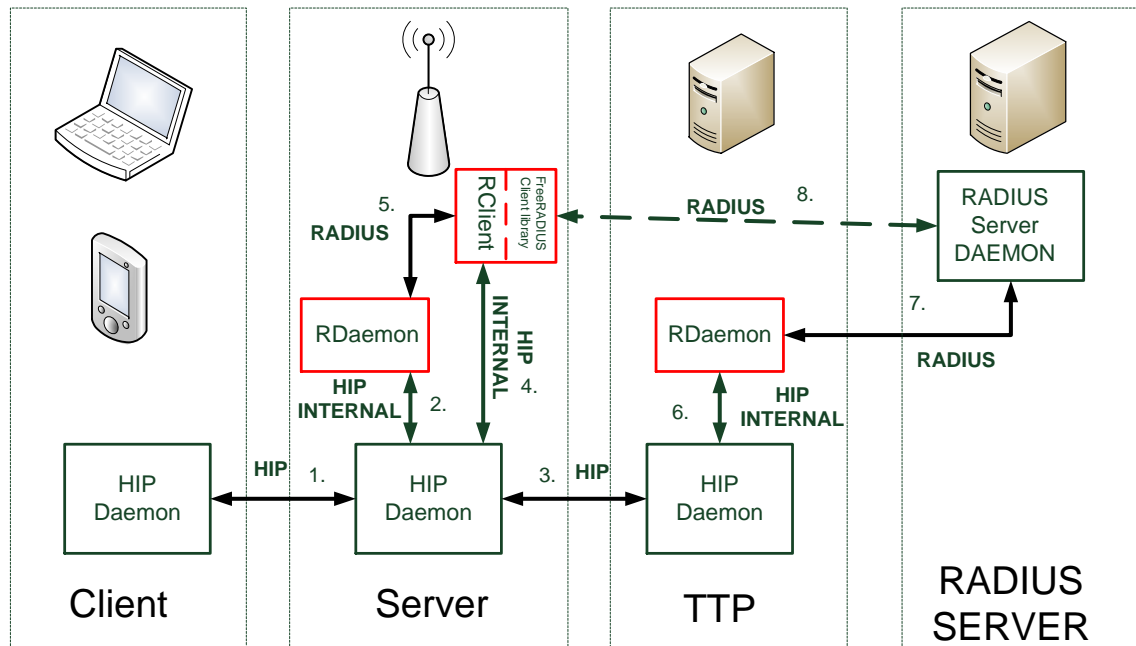 5.
RADIUS
RClient
FreeRADIUS
Client library
RADIUS
8.
RADIUS
Server
DAEMON
RDaemon
HIP
INTERNAL
2.
HIP
INTERNAL
4.
RDaemon
7.
RADIUS
6.
HIP
INTERNAL
HIP
Daemon
HIP
1.
HIP
Daemon
3.
HIP
HIP
Daemon
Client
Server
TTP
RADIUS
SERVER